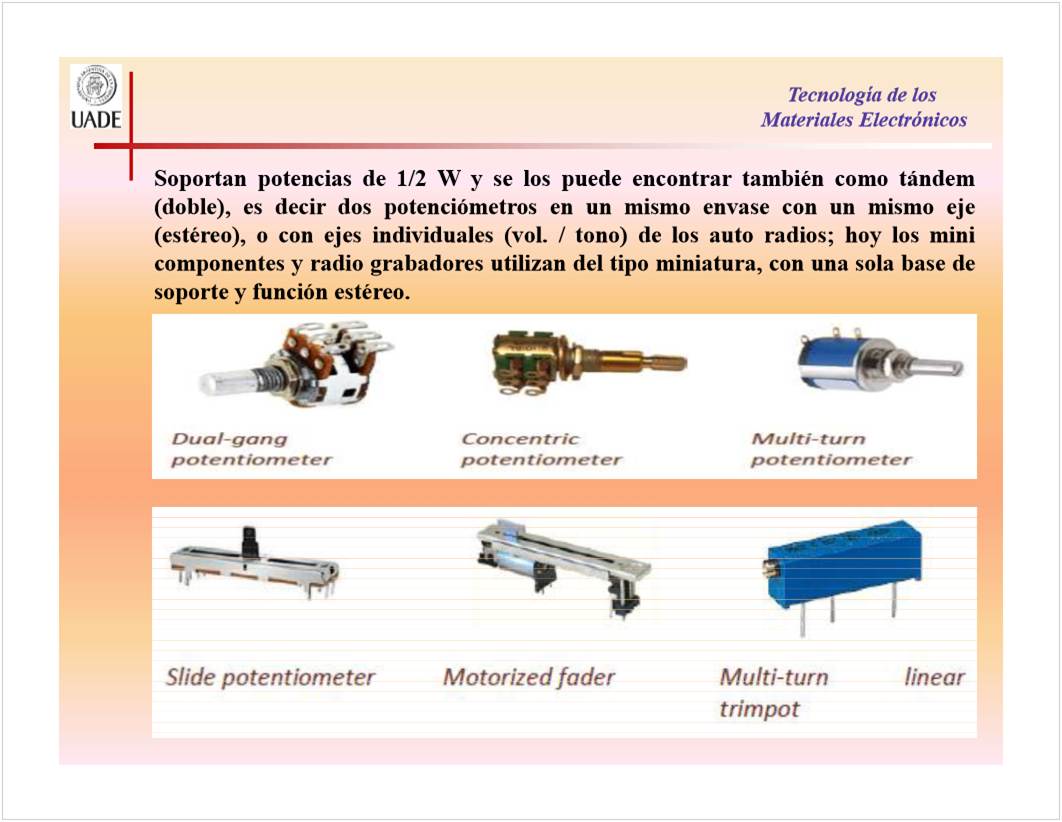 UADE
Tecnología de los
Materiales Electrónicos
Soportan potencias de 1/2 W y se los puede encontrar también como tándem
(doble), es decir dos potenciómetros en un mismo envase con un mismo eje
(estéreo), o con ejes individuales (vol. / tono) de los auto radios; hoy los mini
componentes y radio grabadores utilizan del tipo miniatura, con una sola base de
soporte y función estéreo.
Dual-gang
potentiometer
Concentric
potentiometer
Multi-turn
potentiometer
Slide potentiometer
Motorized fader
Multi-turn linear
trimpot